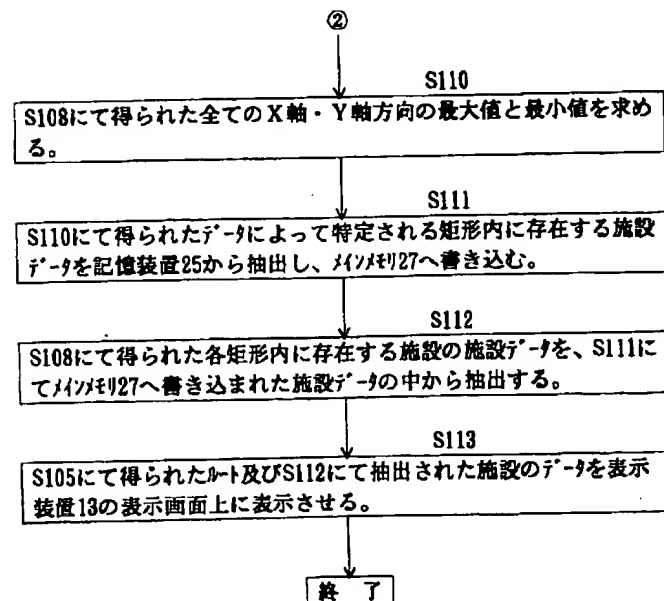 ②
S110
S108にて得られた全てのX軸・Y軸方向の最大値と最小値を求め
る。
S111
S110にて得られたﾃﾞｰﾀによって特定される矩形内に存在する施設
ﾃﾞｰﾀを記憶装置25から抽出し、ﾒｲﾝﾒﾓﾘ27へ書き込む。
S112
S108にて得られた各矩形内に存在する施設の施設ﾃﾞｰﾀを、S111に
てﾒｲﾝﾒﾓﾘ27へ書き込まれた施設ﾃﾞｰﾀの中から抽出する。
S113
S105にて得られたﾙｰﾄ及びS112にて抽出された施設のﾃﾞｰﾀを表示
装置13の表示画面上に表示させる。
終 了